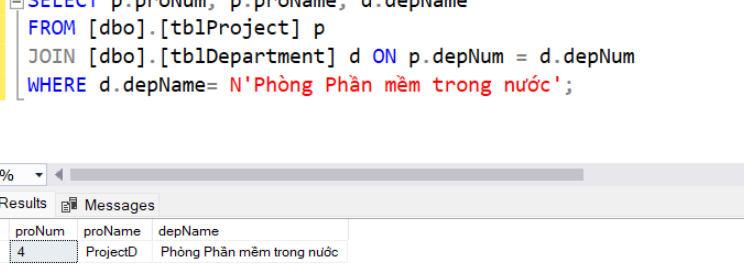 SELECT p.proNum, p.proName, d.depName
FROM [dbo].[tblProject] p
JOIN [dbo].[tblDepartment] d ON p.depNum = d.depNum
WHERE d.depName= N'Phòng Phần mềm trong nước';
%
Results Messages
proNum proName depName
4 ProjectD Phòng Phần mềm trong nước